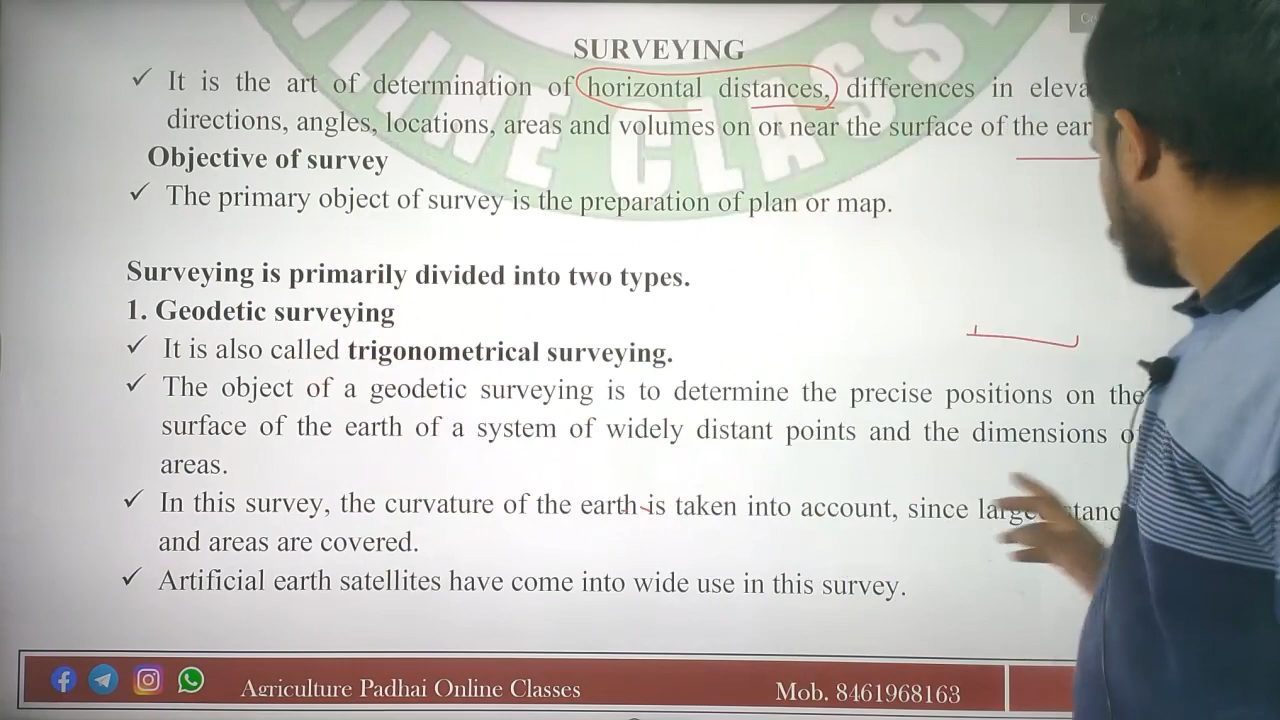 NLINE CLASS
Co
SURVEYING
✓ It is the art of determination of horizontal distances, differences in eleva
directions, angles, locations, areas and volumes on or near the surface of the ear
Objective of survey
✓ The primary object of survey is the preparation of plan or map.
Surveying is primarily divided into two types.
1. Geodetic surveying
✓ It is also called trigonometrical surveying.
✓ The object of a geodetic surveying is to determine the precise positions on the
surface of the earth of a system of widely distant points and the dimensions of
areas.
✓ In this survey, the curvature of the earth is taken into account, since large
and areas are covered.
✓ Artificial earth satellites have come into wide use in this survey.
Agriculture Padhai Online Classes
Mob. 8461968163